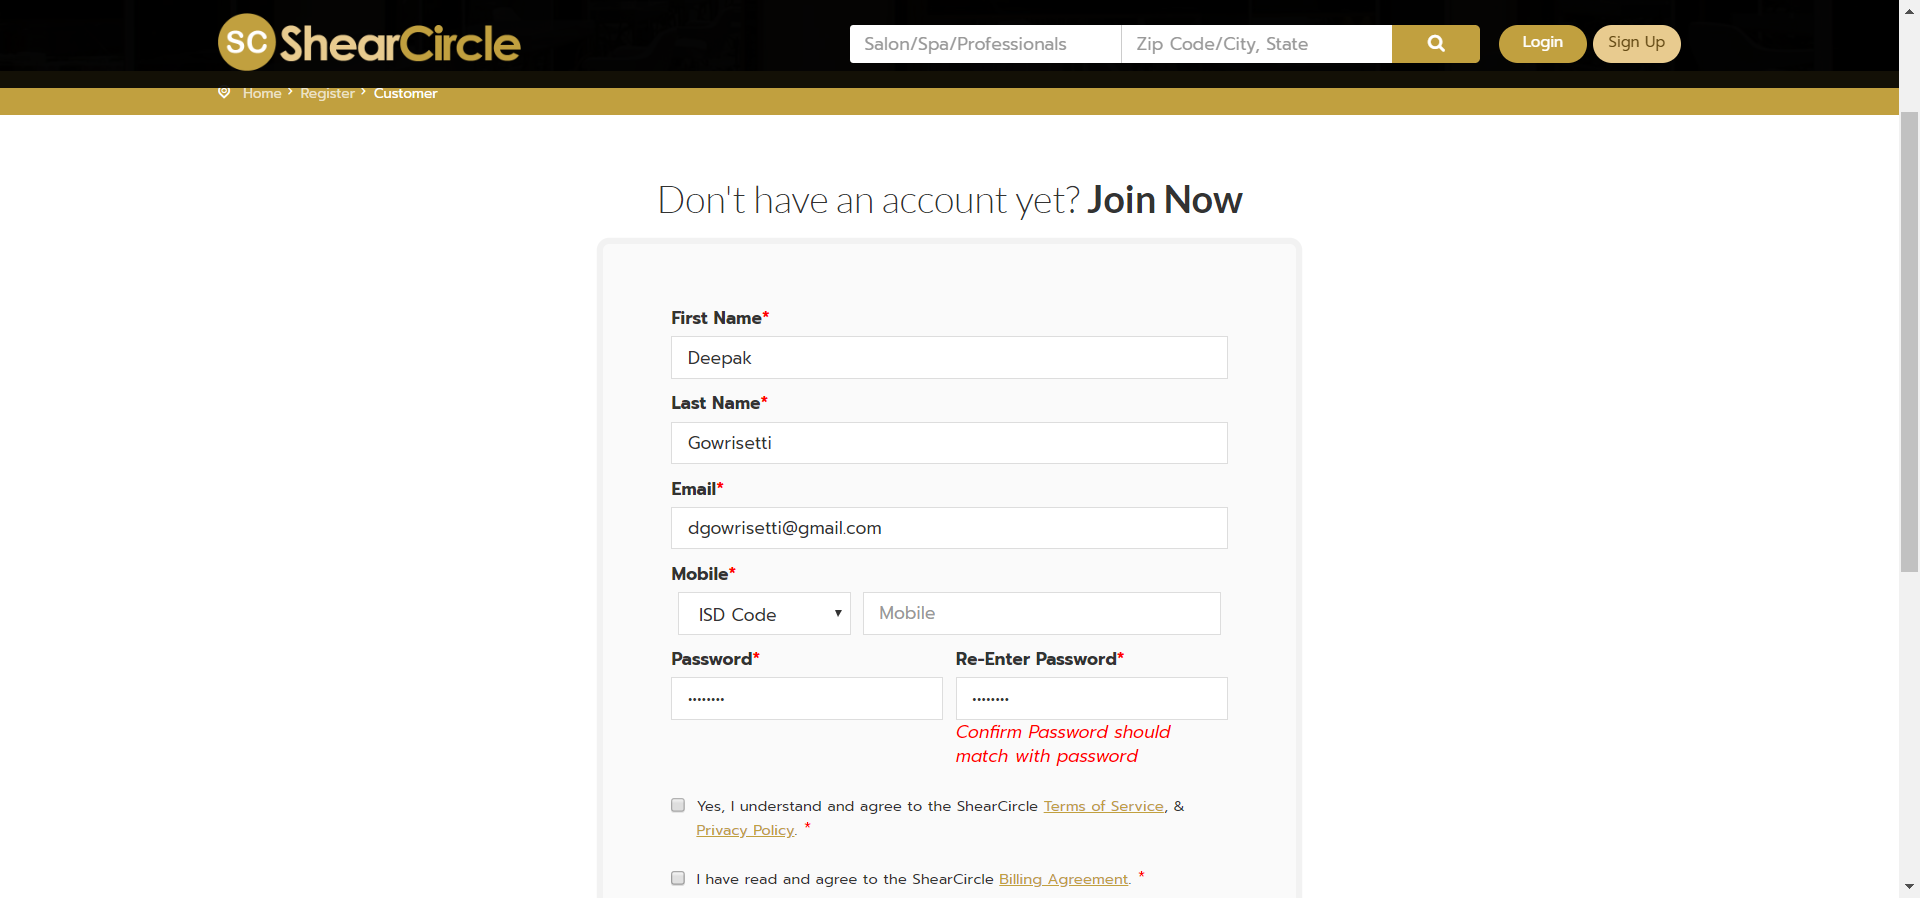 SC ShearCircle
Salon/Spa/Professionals
Zip Code/City, State
Login
Sign Up
Home › Register › Customer
Don't have an account yet? Join Now
First Name*
Deepak
Last Name*
Gowrisetti
Email*
dgowrisetti@gmail.com
Mobile*
ISD Code
Mobile
Password*
Re-Enter Password*
••••••••
••••••••
Confirm Password should
match with password
Yes, I understand and agree to the ShearCircle Terms of Service, &
Privacy Policy. *
I have read and agree to the ShearCircle Billing Agreement. *